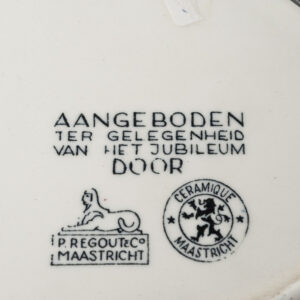 AANGEBODEN
TER GELEGENHEID
VAN HET JUBILEUM
DOOR
P. REGOUT & CO
MAASTRICHT
CERAMIQUE
MAASTRICHT